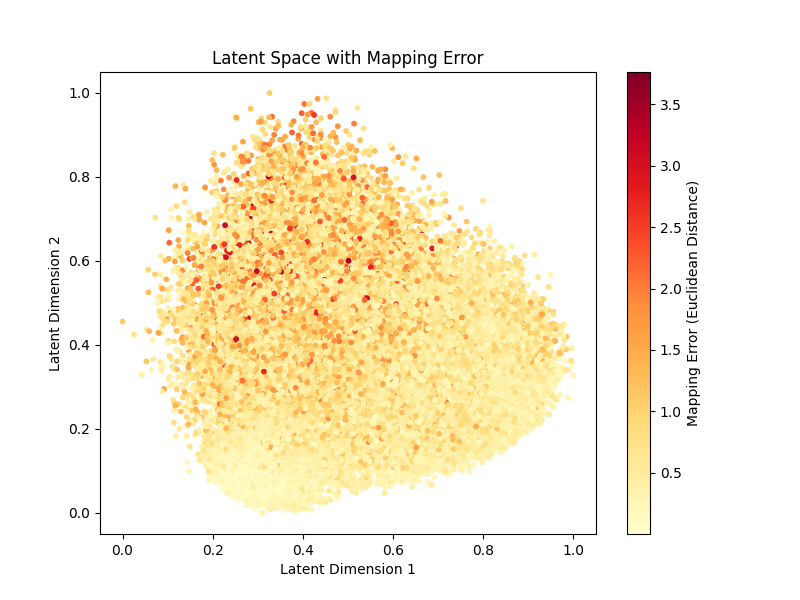 Latent Space with Mapping Error
1.0
0.8
0.6
0.4
0.2
0.0
Latent Dimension 2
0.0 0.2 0.4 0.6 0.8 1.0
Latent Dimension 1
3.5
3.0
2.5
2.0
1.5
1.0
0.5
Mapping Error (Euclidean Distance)